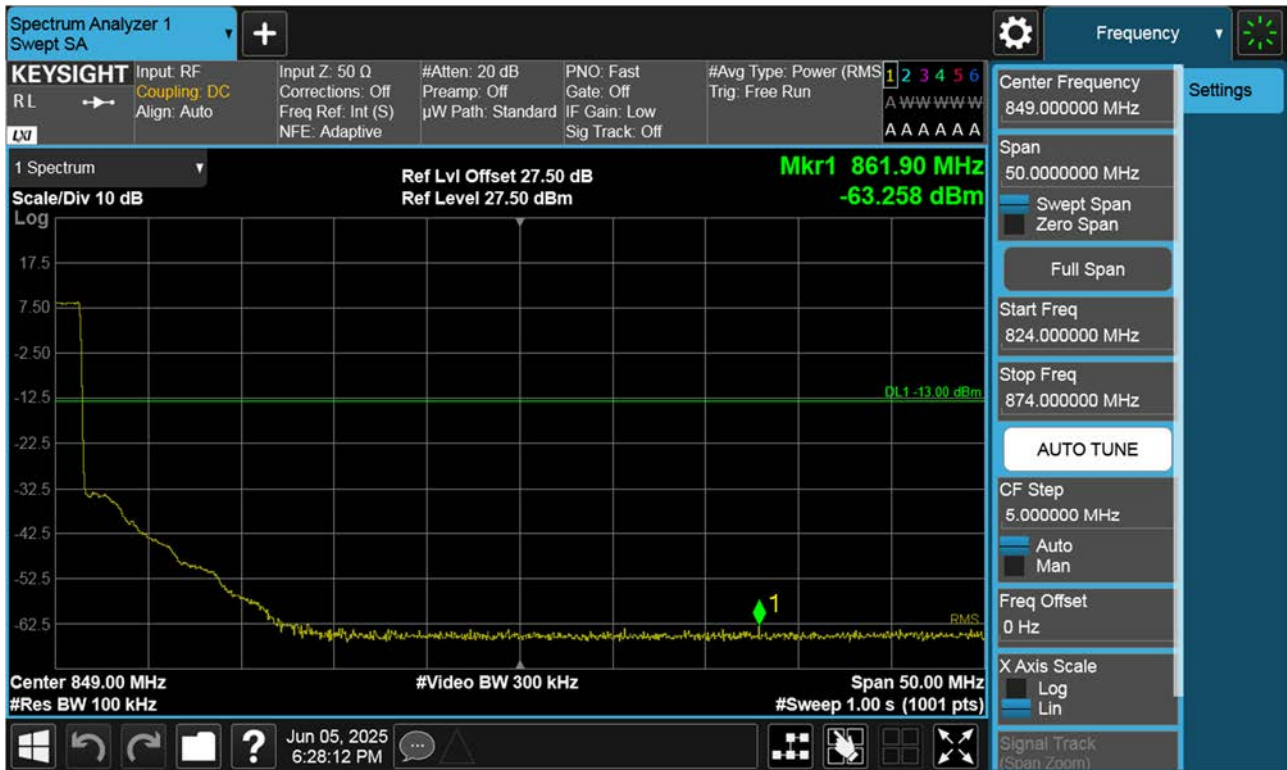 Spectrum Analyzer 1
Swept SA
Frequency
KEYSIGHT
R L
LXI
Input: RF
Coupling: DC
Align: Auto
Input Z: 50 Ω
Corrections: Off
Freq Ref: Int (S)
NFE: Adaptive
#Atten: 20 dB
Preamp: Off
µW Path: Standard
PNO: Fast
Gate: Off
IF Gain: Low
Sig Track: Off
#Avg Type: Power (RMS
Trig: Free Run
1 2 3 4 5 6
A W W W W W
A A A A A A
1 Spectrum
Scale/Div 10 dB
Log
Ref Lvl Offset 27.50 dB
Ref Level 27.50 dBm
Mkr1 861.90 MHz
-63.258 dBm
17.5
7.50
-2.50
-12.5
-22.5
-32.5
-42.5
-52.5
-62.5
DL1 -13.00 dBm
1
RMS
Center 849.00 MHz
#Res BW 100 kHz
#Video BW 300 kHz
Span 50.00 MHz
#Sweep 1.00 s (1001 pts)
Center Frequency
849.000000 MHz
Settings
Span
50.0000000 MHz
Swept Span
Zero Span
Full Span
Start Freq
824.000000 MHz
Stop Freq
874.000000 MHz
AUTO TUNE
CF Step
5.000000 MHz
Auto
Man
Freq Offset
0 Hz
X Axis Scale
Log
Lin
Signal Track
(Span Zoom)
?
Jun 05, 2025
6:28:12 PM